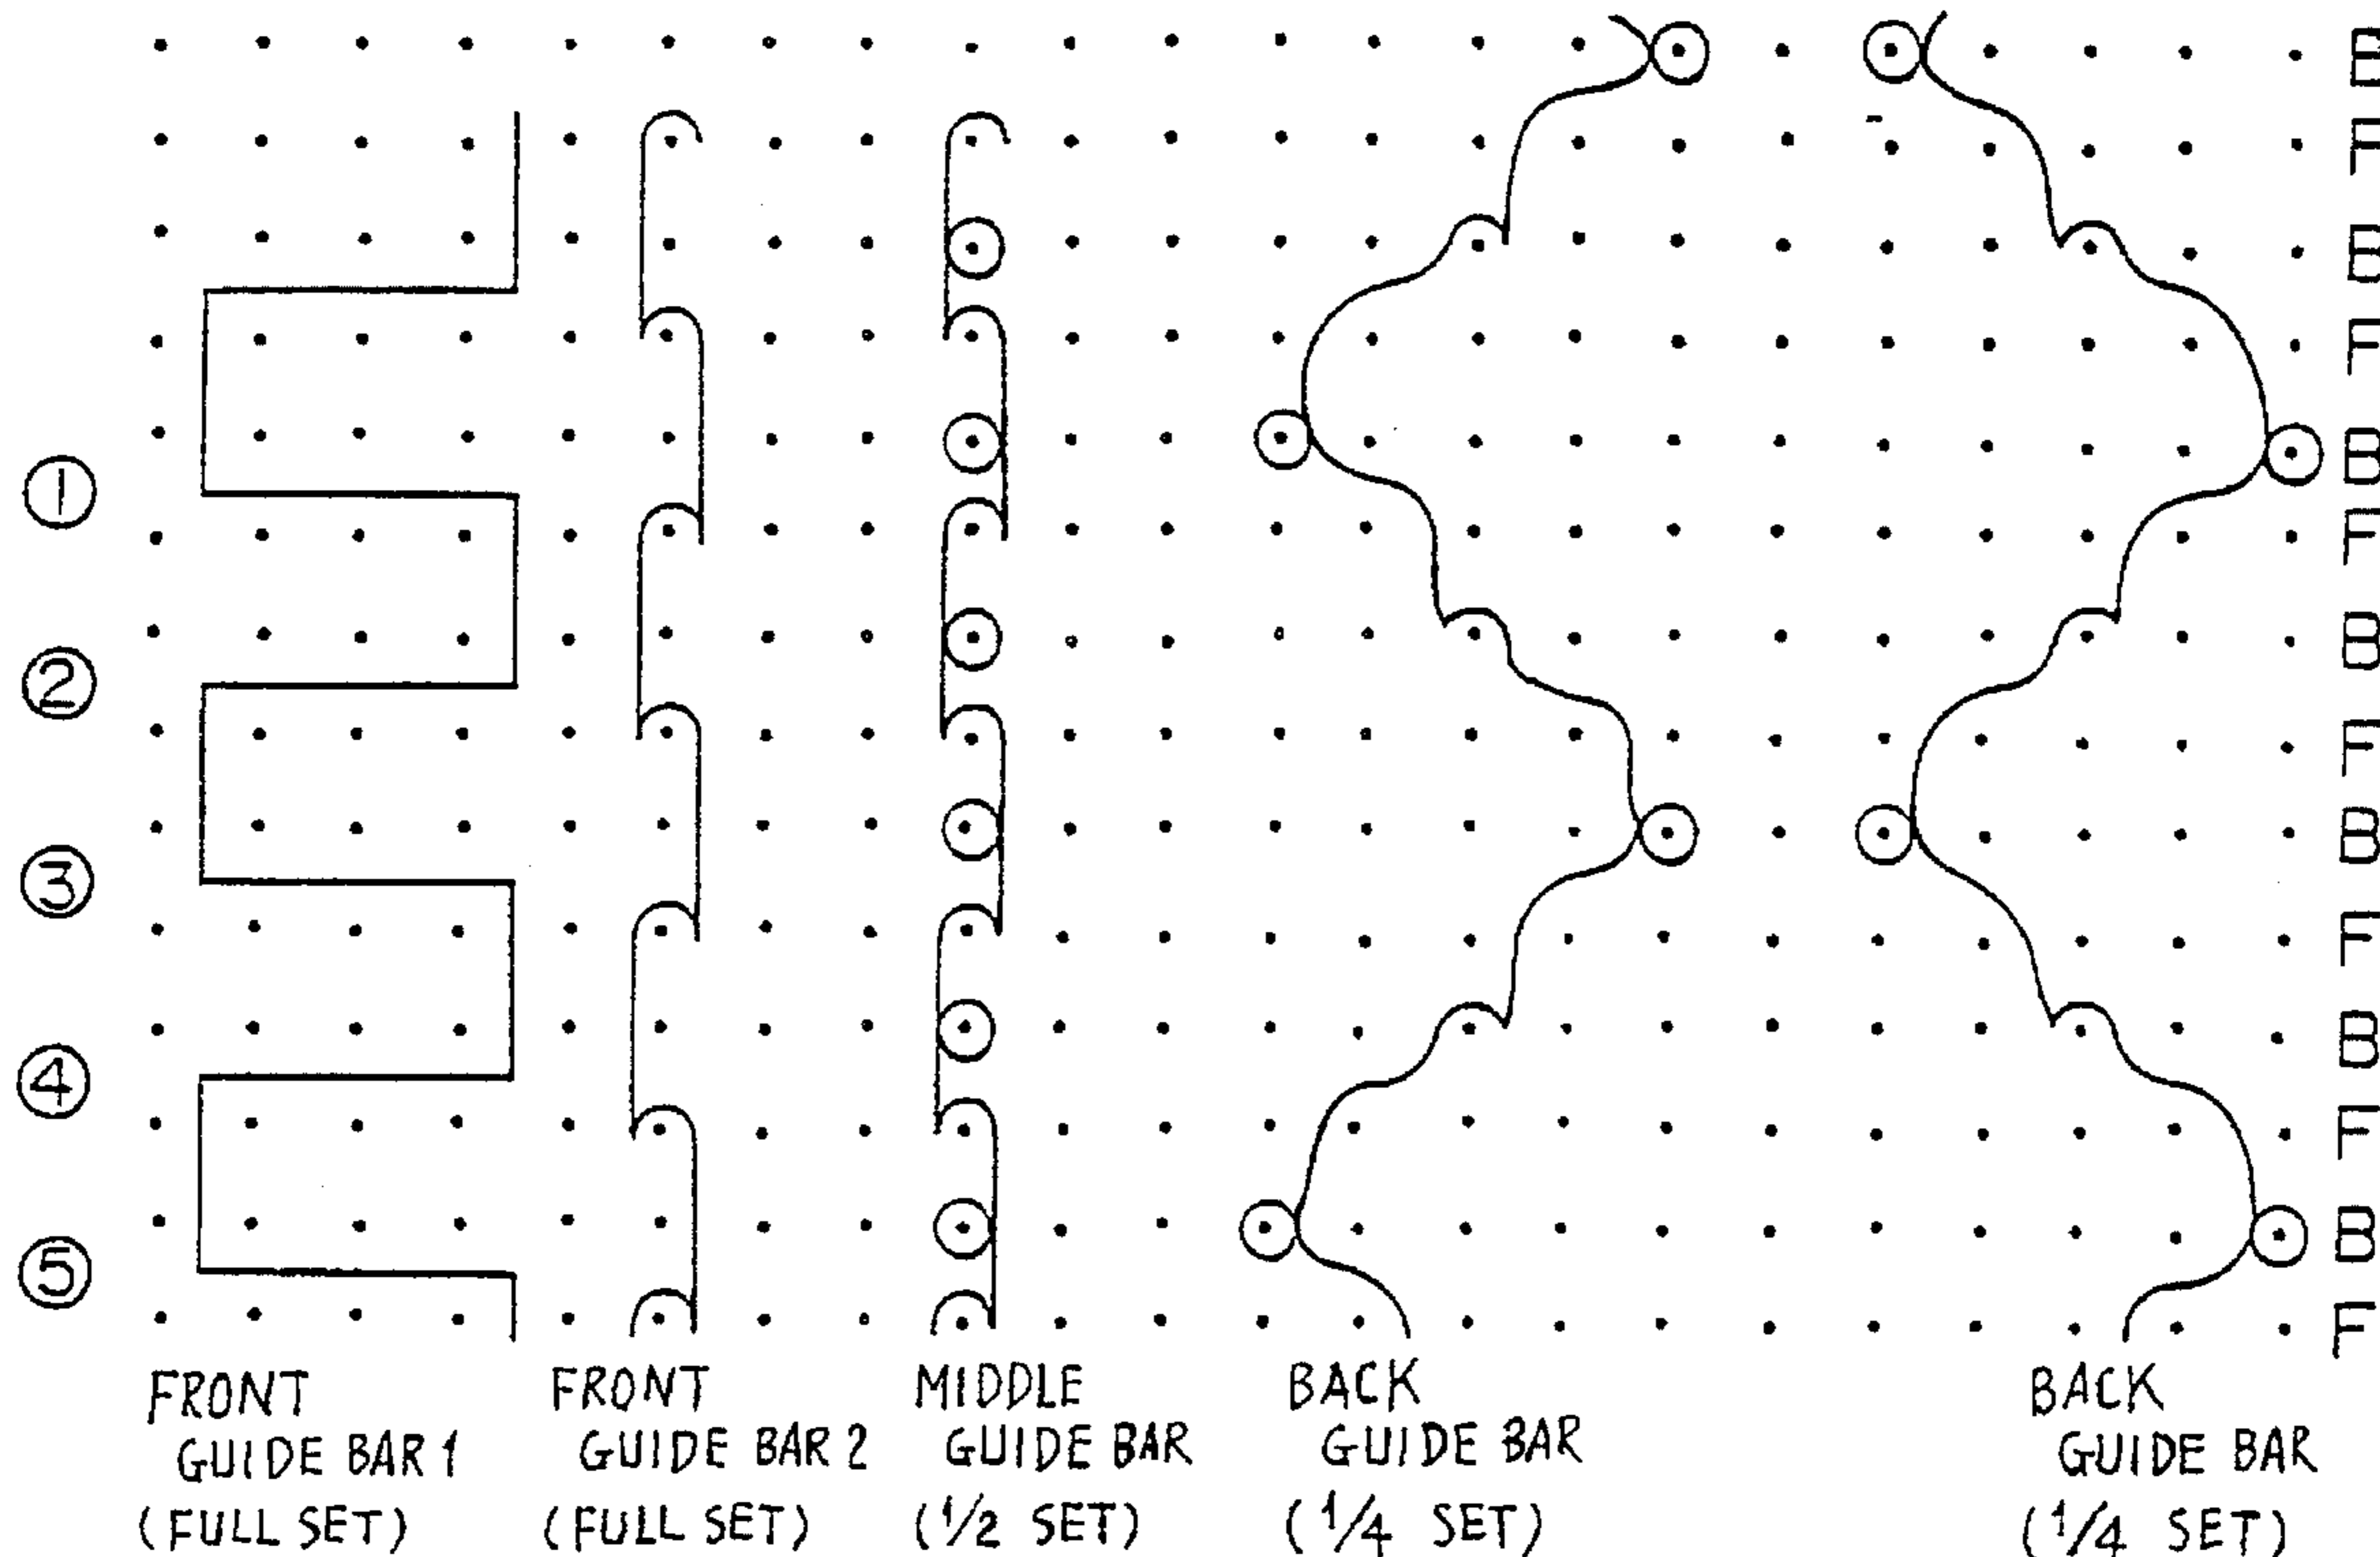 B
F
B
F
B
①
F
B
②
F
B
③
F
B
④
F
B
⑤
F
FRONT GUIDE BAR 1 (FULL SET)
FRONT GUIDE BAR 2 (FULL SET)
MIDDLE GUIDE BAR (1/2 SET)
BACK GUIDE BAR (1/4 SET)
BACK GUIDE BAR (1/4 SET)